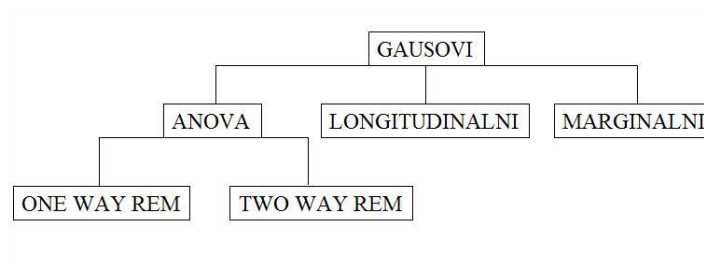 GAUSOVI
ANOVA
LONGITUDINALNI
MARGINALNI
ONE WAY REM
TWO WAY REM